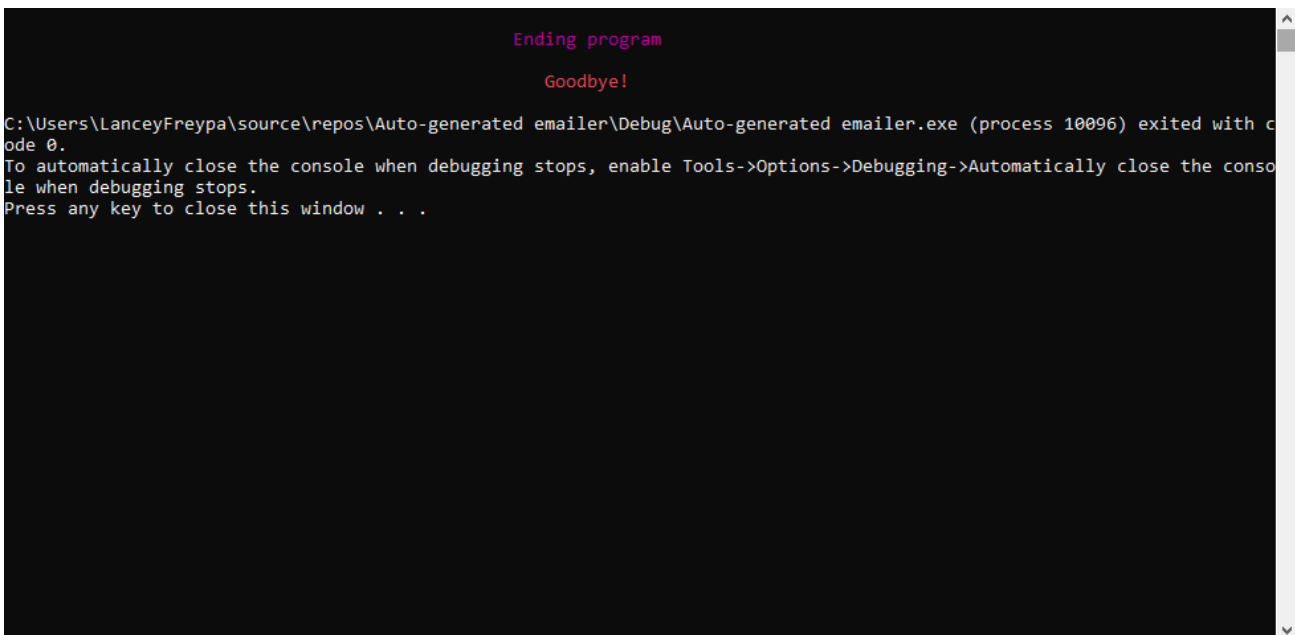 Ending program
Goodbye!
C:\Users\LanceyFreypa\source\repos\Auto-generated emailer\Debug\Auto-generated emailer.exe (process 10096) exited with c
ode 0.
To automatically close the console when debugging stops, enable Tools->Options->Debugging->Automatically close the conso
le when debugging stops.
Press any key to close this window . . .